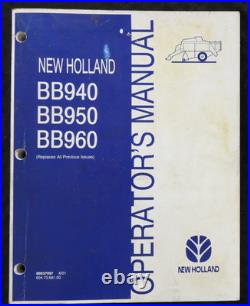 NEW HOLLAND
BB940
BB950
BB960
(Replaces All Previous Issues)
OPERATOR'S MANUAL
NEW HOLLAND